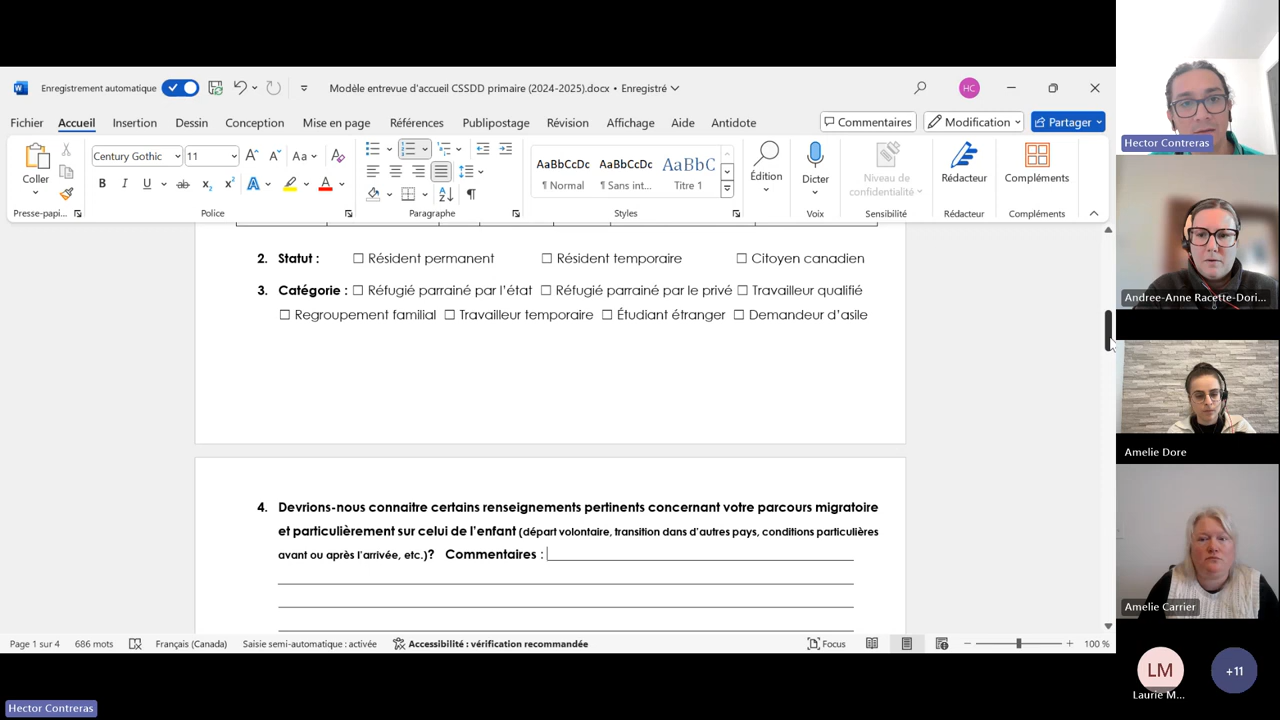 Enregistrement automatique
Modèle entrevue d'accueil CSSDD primaire (2024-2025).docx • Enregistré
HC
Fichier Accueil Insertion Dessin Conception Mise en page Références Publipostage Révision Affichage Aide Antidote
Commentaires Modification Partager
Coller
Century Gothic 11
AaBbCcDc AaBbCcDc AaBbC
¶ Normal ¶ Sans int... Titre 1
Édition
Dicter
Niveau de confidentialité
Rédacteur
Compléments
Presse-papi... Police Paragraphe Styles Voix Sensibilité Rédacteur Compléments
2. Statut : ☐ Résident permanent ☐ Résident temporaire ☐ Citoyen canadien
3. Catégorie : ☐ Réfugié parrainé par l'état ☐ Réfugié parrainé par le privé ☐ Travailleur qualifié
☐ Regroupement familial ☐ Travailleur temporaire ☐ Étudiant étranger ☐ Demandeur d'asile
4. Devrions-nous connaitre certains renseignements pertinents concernant votre parcours migratoire
et particulièrement sur celui de l'enfant (départ volontaire, transition dans d'autres pays, conditions particulières
avant ou après l'arrivée, etc.)? Commentaires :
Page 1 sur 4 686 mots Français (Canada) Saisie semi-automatique : activée Accessibilité : vérification recommandée Focus 100 %
Hector Contreras
Hector Contreras
Andree-Anne Racette-Dori...
Amelie Dore
Amelie Carrier
LM
Laurie M...
+11